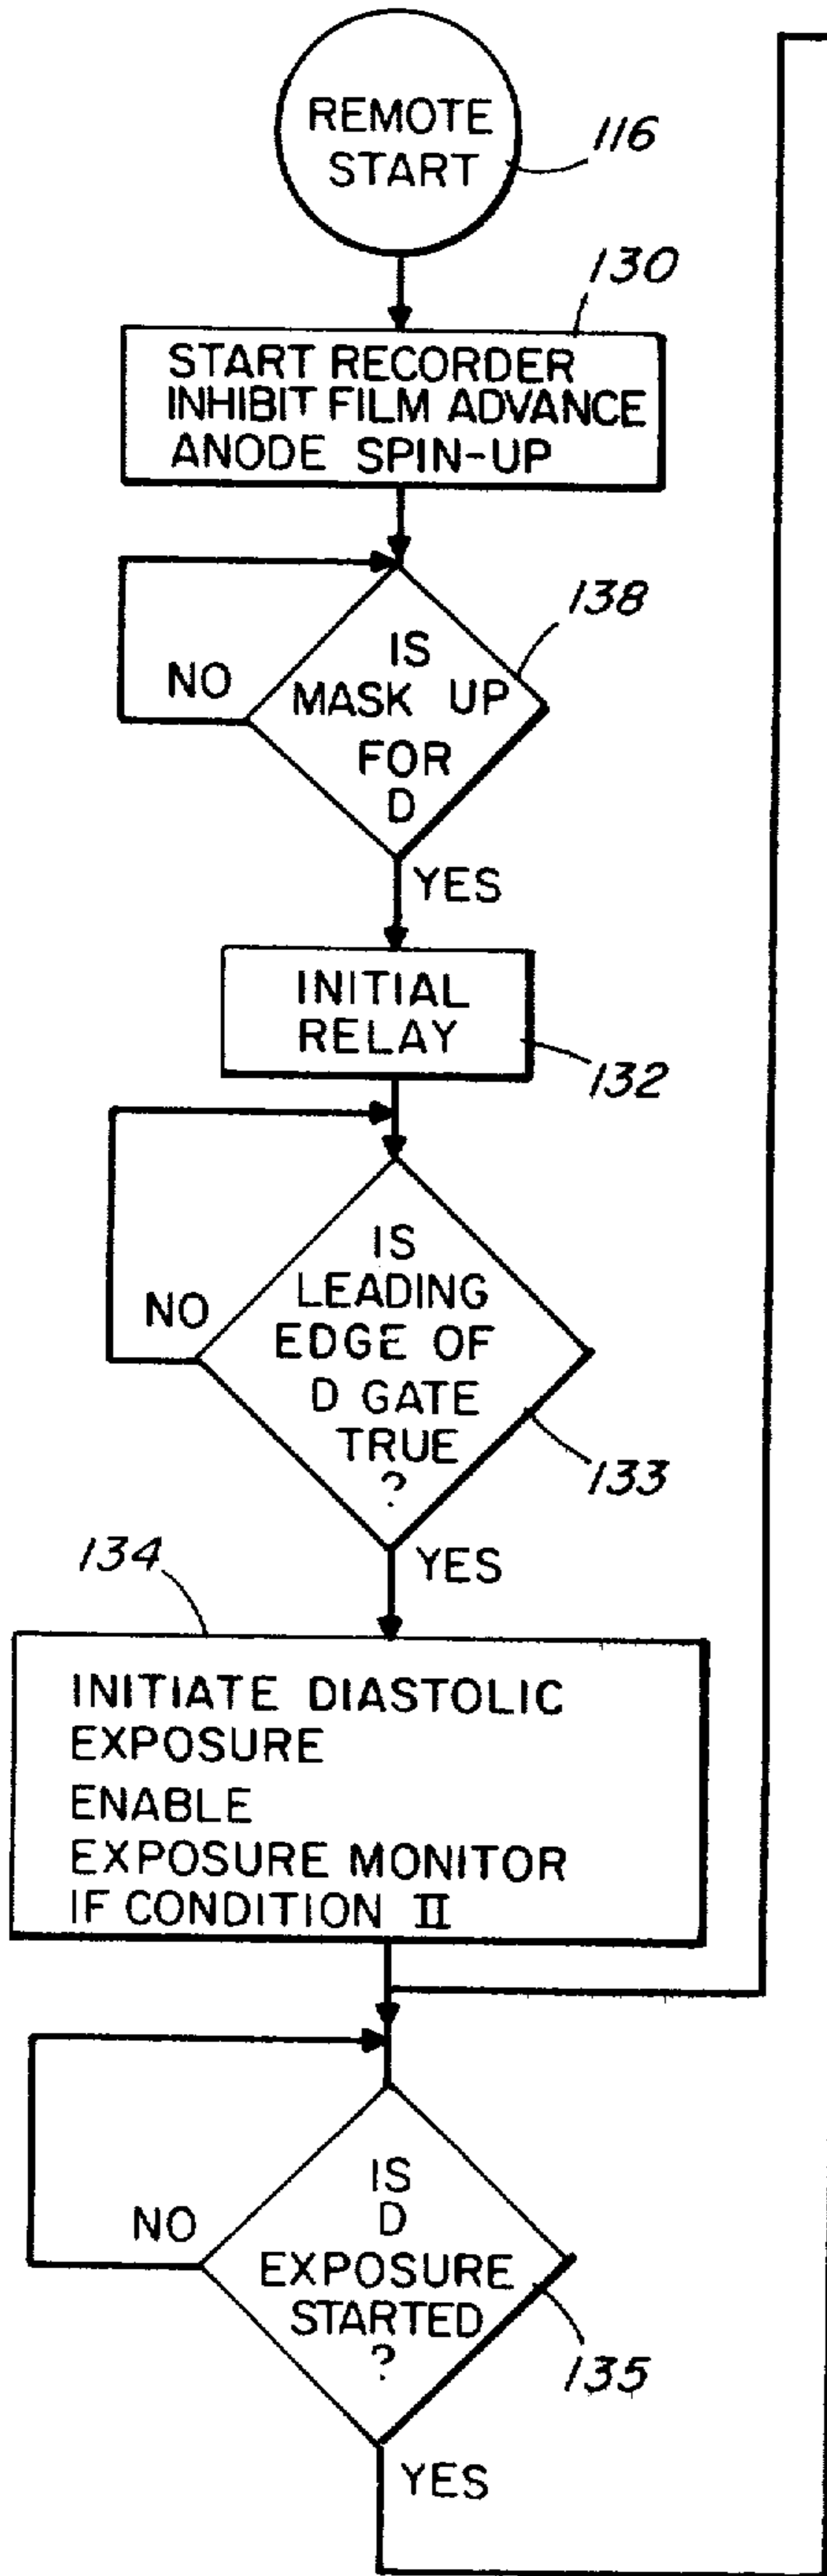 REMOTE
START
116
130
START RECORDER
INHIBIT FILM ADVANCE
ANODE SPIN-UP
138
IS
MASK UP
FOR
D
NO
YES
INITIAL
RELAY
132
IS
LEADING
EDGE OF
D GATE
TRUE
?
NO
133
YES
134
INITIATE DIASTOLIC
EXPOSURE
ENABLE
EXPOSURE MONITOR
IF CONDITION II
IS
D
EXPOSURE
STARTED
?
NO
135
YES